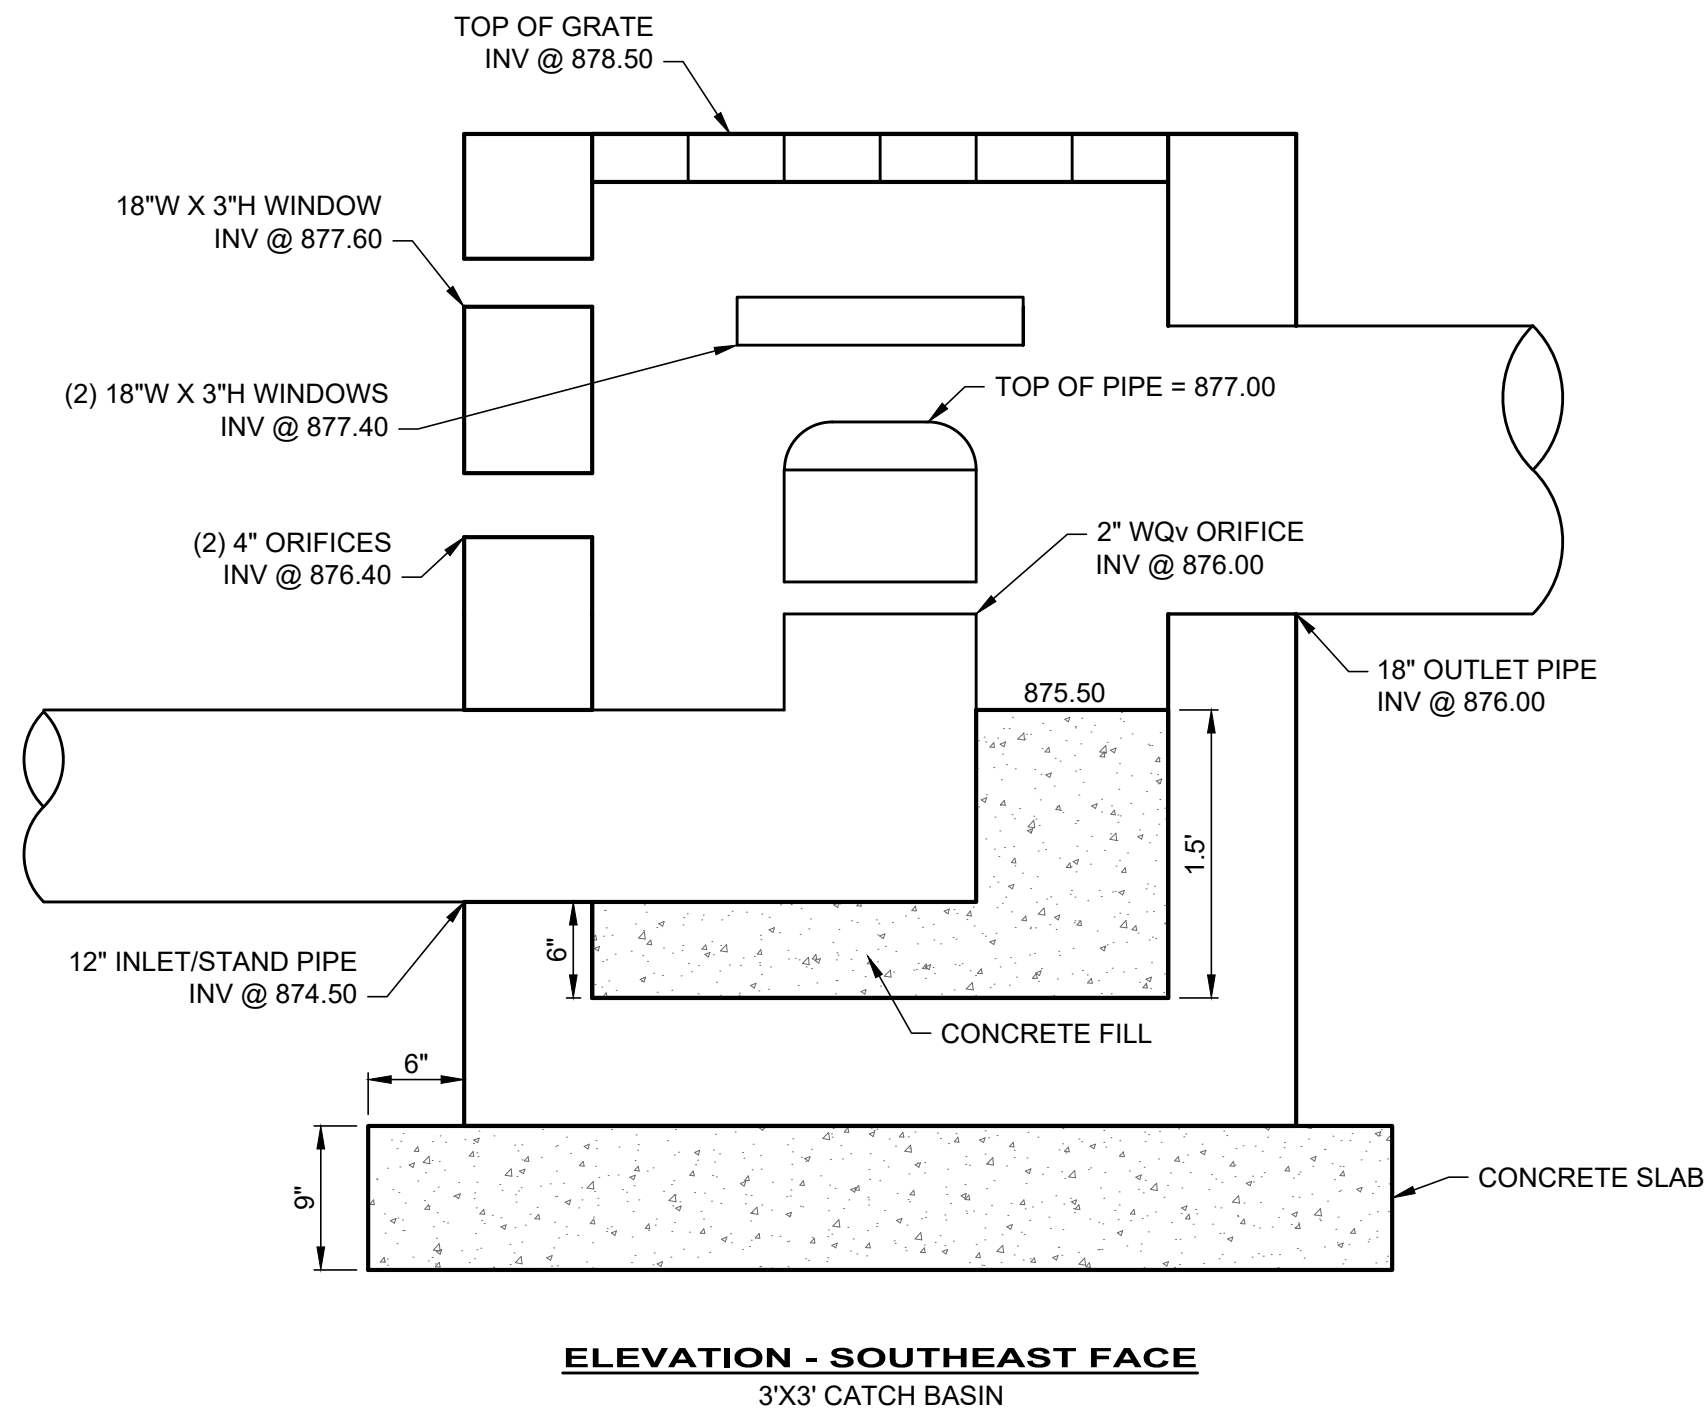 TOP OF GRATE
INV @ 878.50
18"W X 3"H WINDOW
INV @ 877.60
(2) 18"W X 3"H WINDOWS
INV @ 877.40
TOP OF PIPE = 877.00
(2) 4" ORIFICES
INV @ 876.40
2" WQv ORIFICE
INV @ 876.00
18" OUTLET PIPE
INV @ 876.00
875.50
1.5'
6"
12" INLET/STAND PIPE
INV @ 874.50
CONCRETE FILL
6"
9"
CONCRETE SLAB
ELEVATION - SOUTHEAST FACE
3'X3' CATCH BASIN